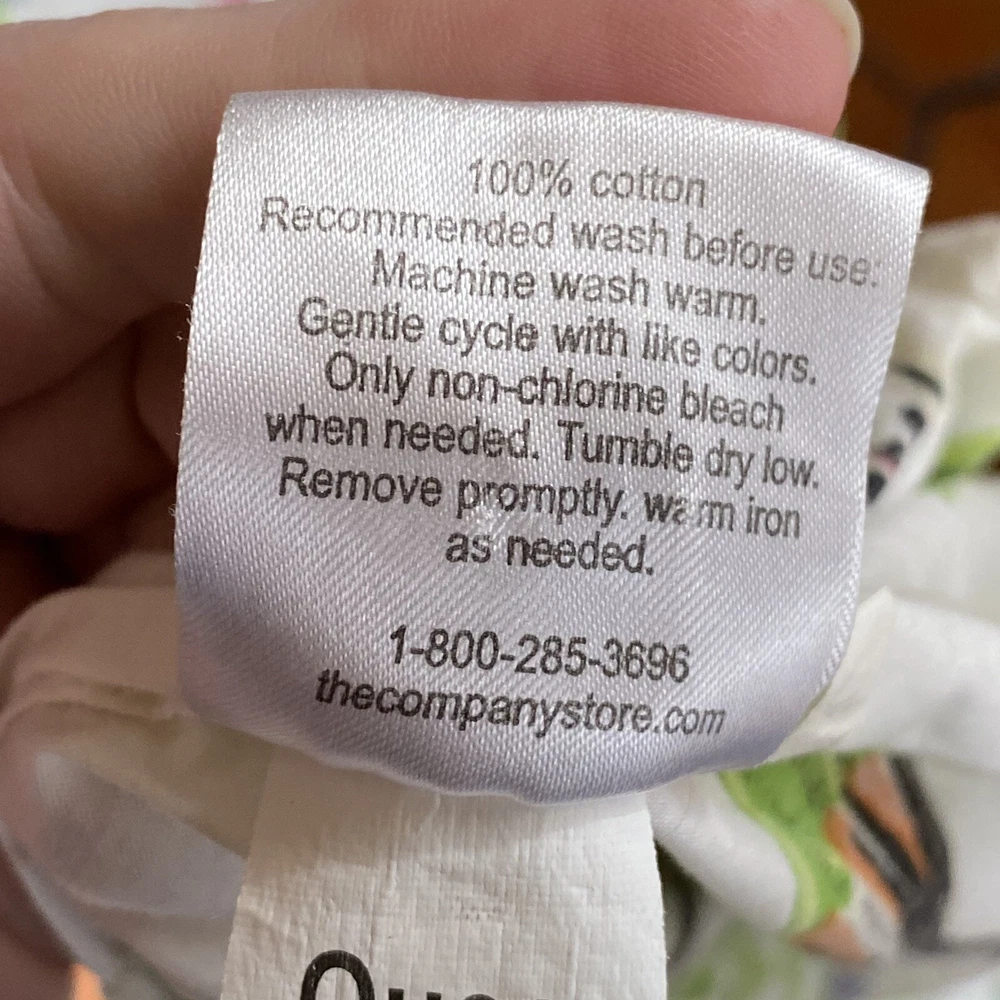 100% cotton
Recommended wash before use:
Machine wash warm.
Gentle cycle with like colors.
Only non-chlorine bleach
when needed. Tumble dry low.
Remove promptly. warm iron
as needed.
1-800-285-3696
thecompanystore.com